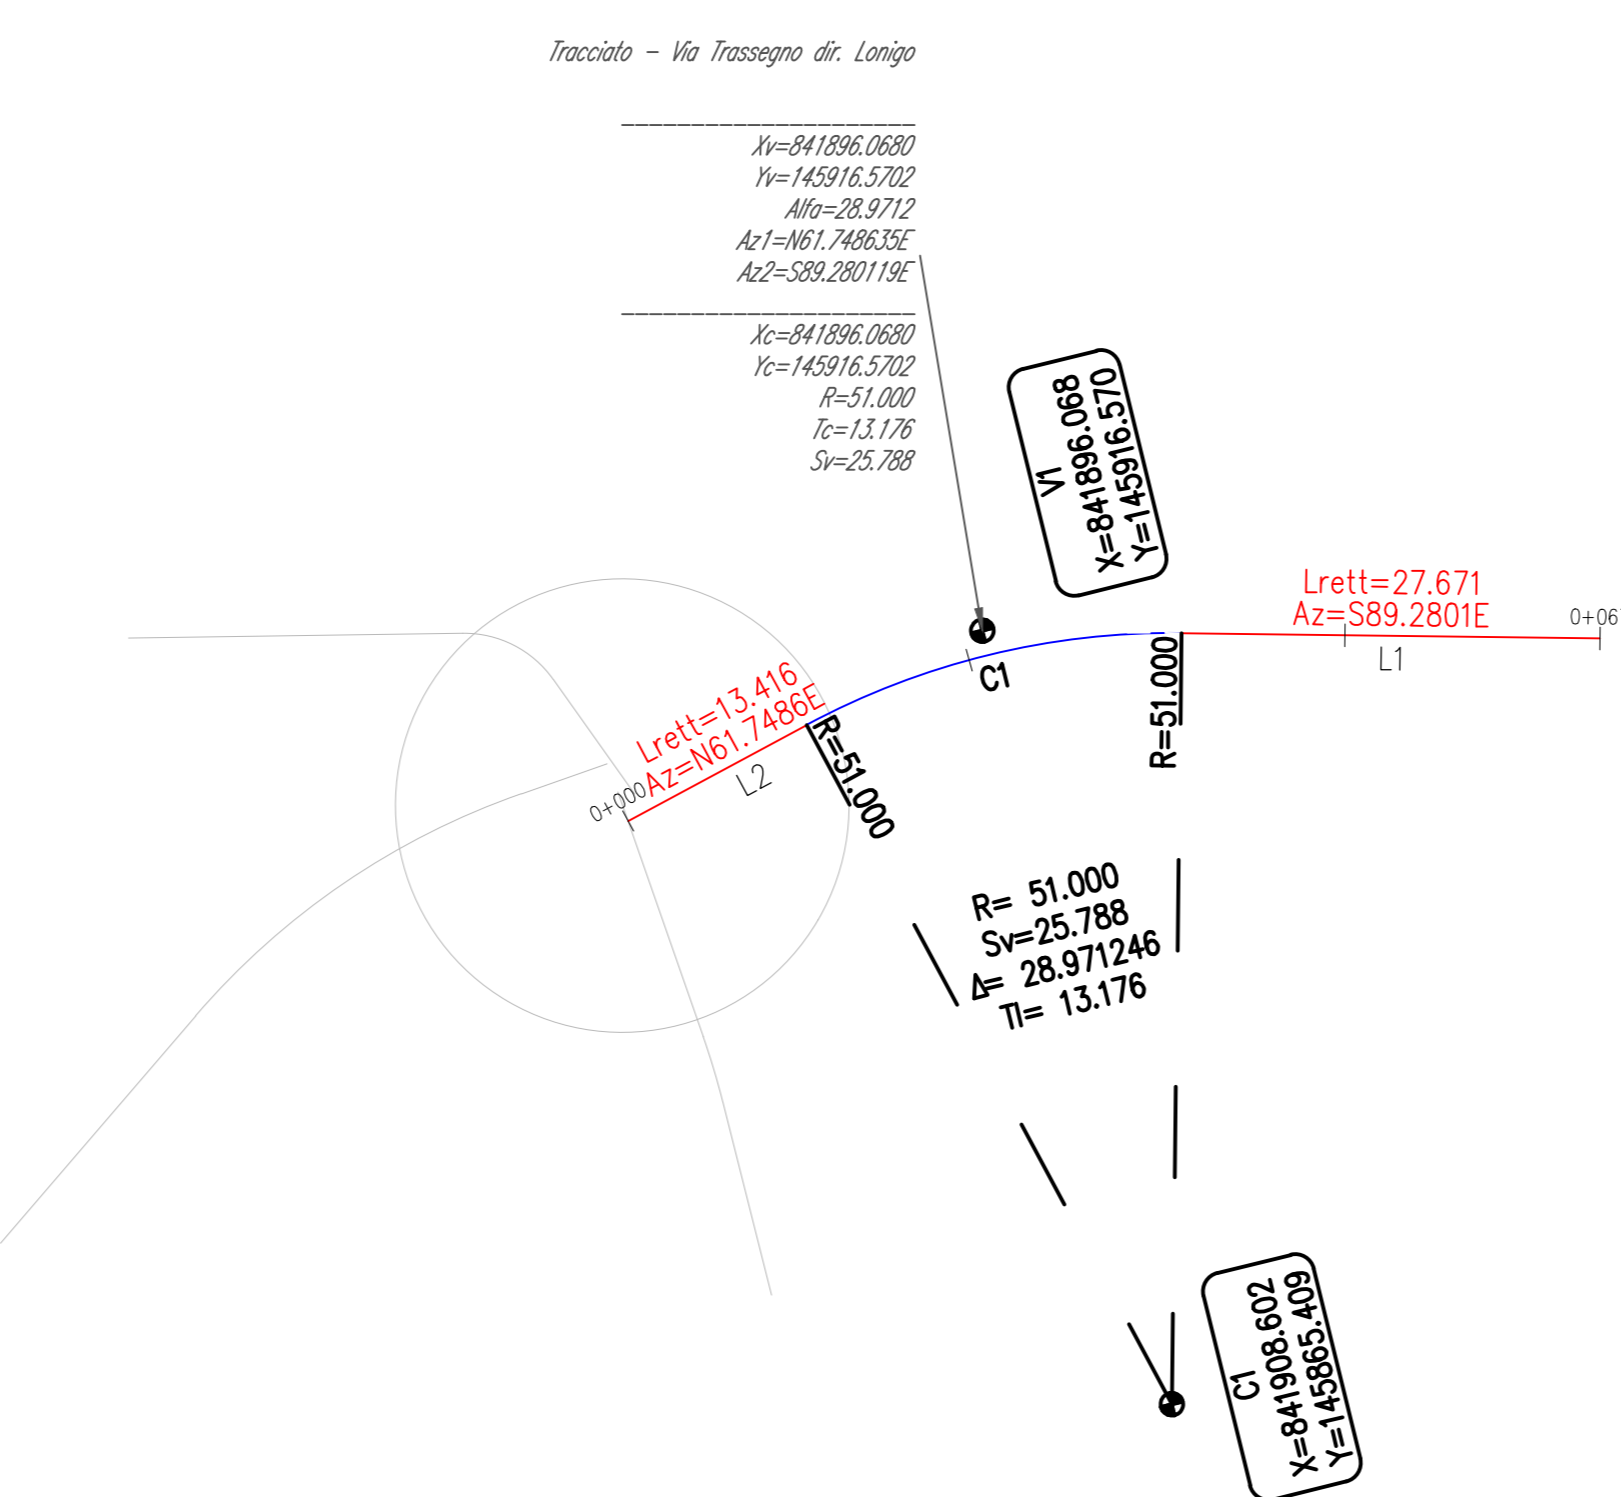 Tracciato - Via Trassegno dir. Lonigo
Xv=841896.0680
Yv=145916.5702
Alfa=28.9712
Az1=N61.748635E
Az2=S89.280119E
Xc=841896.0680
Yc=145916.5702
R=51.000
Tc=13.176
Sv=25.788
V1
X=841896.068
Y=145916.570
Lrett=27.671
Az=S89.2801E
0+06
L1
C1
R=51.000
Lrett=13.416
Az=N61.7486E
L2
0+000
R=51.000
R= 51.000
Sv=25.788
Δ= 28.971246
Tl= 13.176
C1
X=841908.602
Y=145865.409